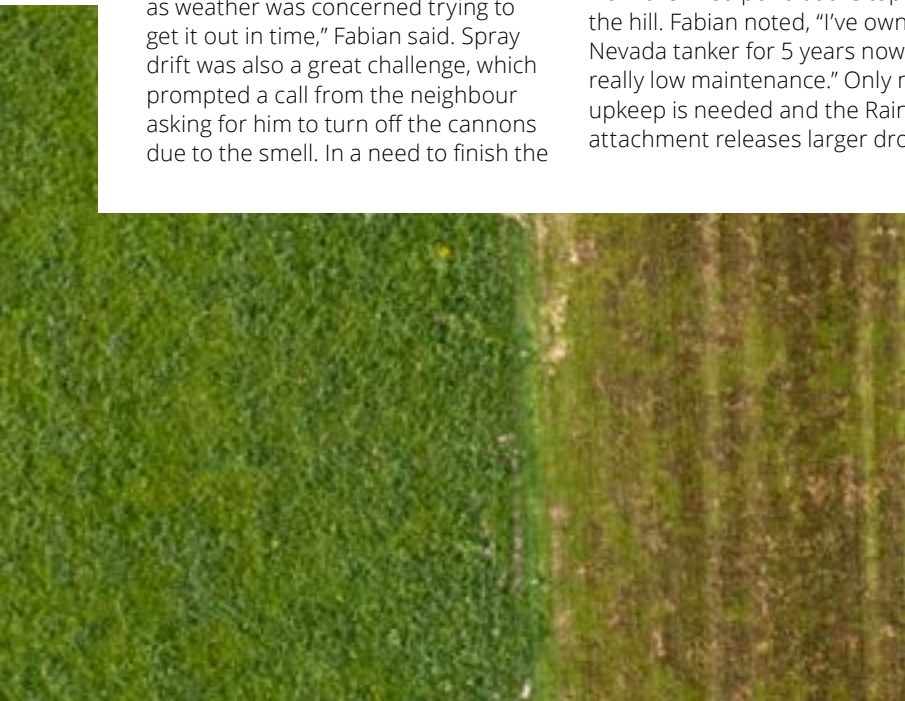 as weather was concerned trying to
get it out in time,” Fabian said. Spray
drift was also a great challenge, which
prompted a call from the neighbour
asking for him to turn off the cannons
due to the smell. In a need to finish the
the hill. Fabian noted, “I’ve
Nevada tanker for 5 years now
really low maintenance.” Only
upkeep is needed and the
attachment releases larger